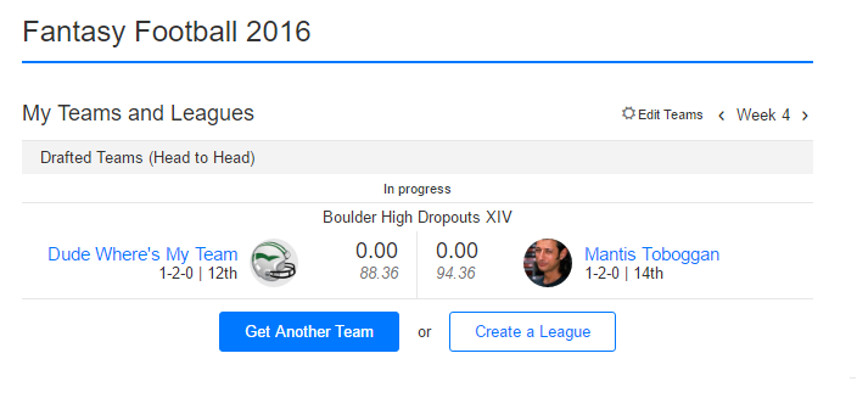 Fantasy Football 2016
My Teams and Leagues
Edit Teams ‹ Week 4 ›
Drafted Teams (Head to Head)
In progress
Boulder High Dropouts XIV
Dude Where's My Team 0.00 0.00 Mantis Toboggan
1-2-0 | 12th 88.36 94.36 1-2-0 | 14th
Get Another Team or Create a League